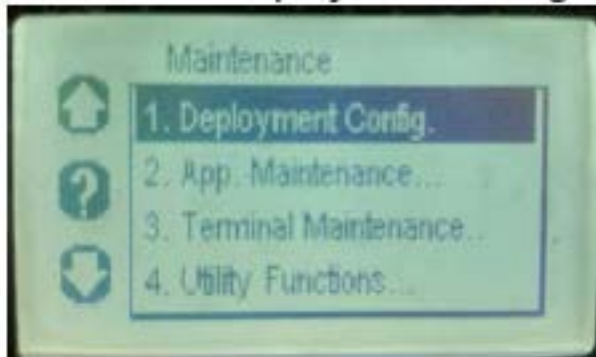 Maintenance
1. Deployment Config.
2. App. Maintenance...
?
3. Terminal Maintenance...
4. Utility Functions...